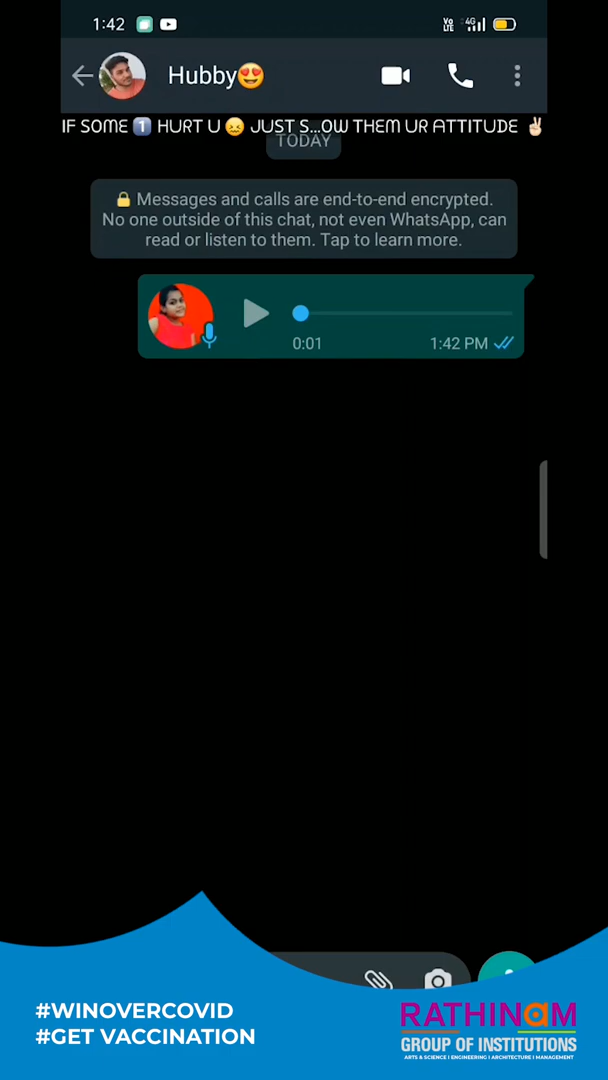 1:42
Vo LTE 4G
Hubby😍
IF SOME 1️⃣ HURT U 😖 JUST S...OW THEM UR ATTITUDE ✌🏻
TODAY
🔒 Messages and calls are end-to-end encrypted.
No one outside of this chat, not even WhatsApp, can
read or listen to them. Tap to learn more.
0:01 1:42 PM
#WINOVERCOVID
#GET VACCINATION
RATHINAM
GROUP OF INSTITUTIONS
ARTS & SCIENCE I ENGINEERING I ARCHITECTURE I MANAGEMENT